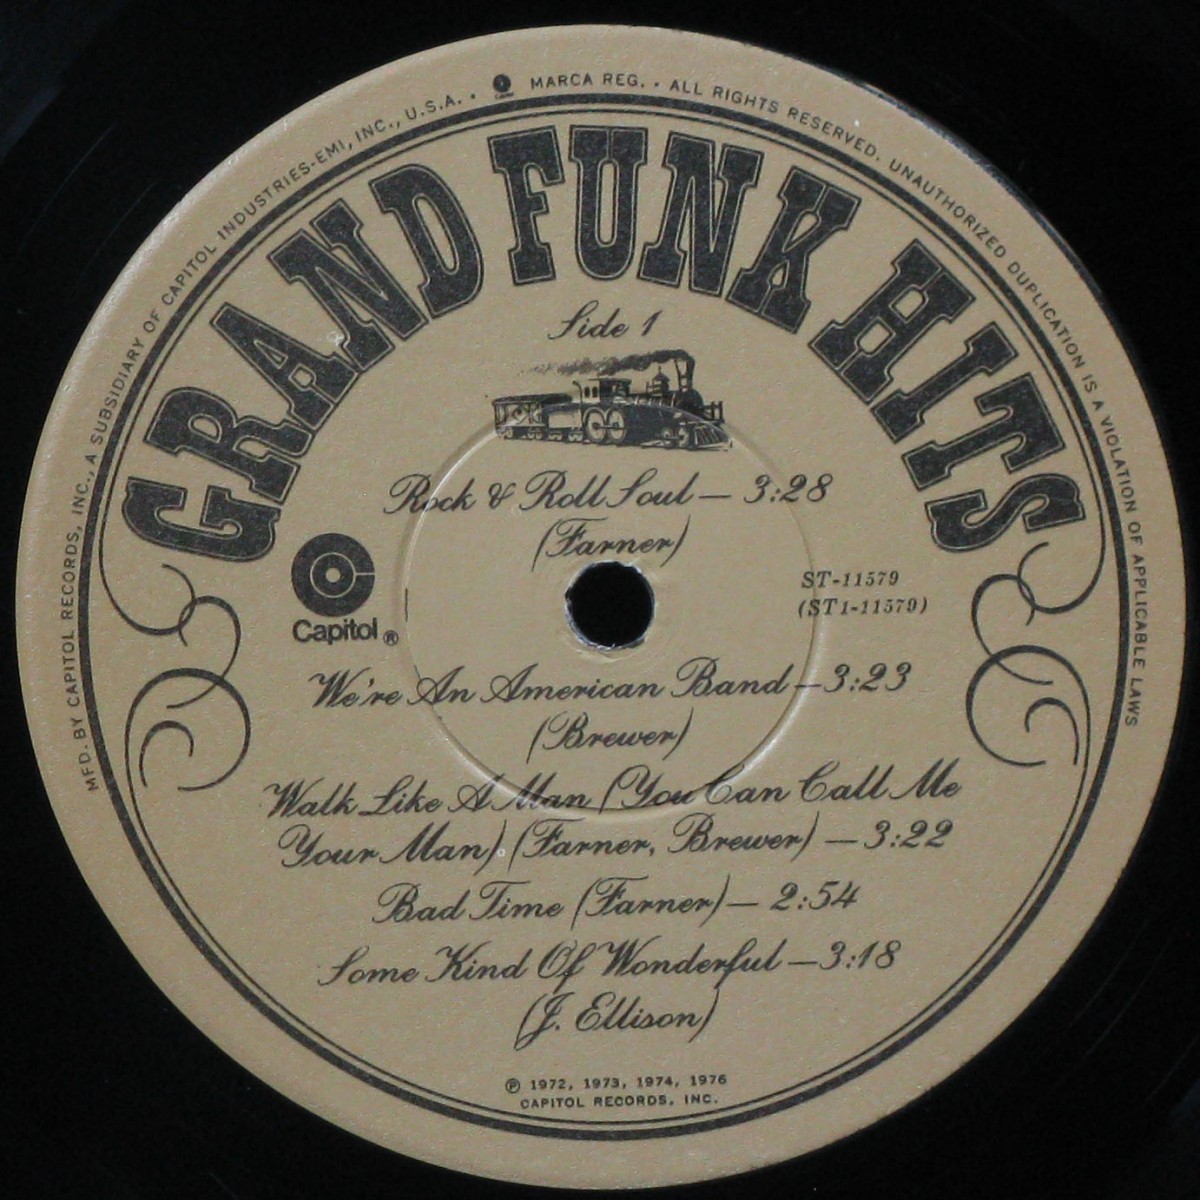 MFD. BY CAPITOL RECORDS, INC., A SUBSIDIARY OF CAPITOL INDUSTRIES-EMI, INC., U.S.A. • Capitol MARCA REG. • ALL RIGHTS RESERVED. UNAUTHORIZED DUPLICATION IS A VIOLATION OF APPLICABLE LAWS
GRAND FUNK HITS
Side 1
Rock & Roll Soul — 3:28
(Farner)
Capitol®
ST-11579
(ST1-11579)
We're An American Band — 3:23
(Brewer)
Walk Like A Man (You Can Call Me
Your Man) (Farner, Brewer) — 3:22
Bad Time (Farner) — 2:54
Some Kind Of Wonderful — 3:18
(J. Ellison)
℗ 1972, 1973, 1974, 1976
CAPITOL RECORDS, INC.